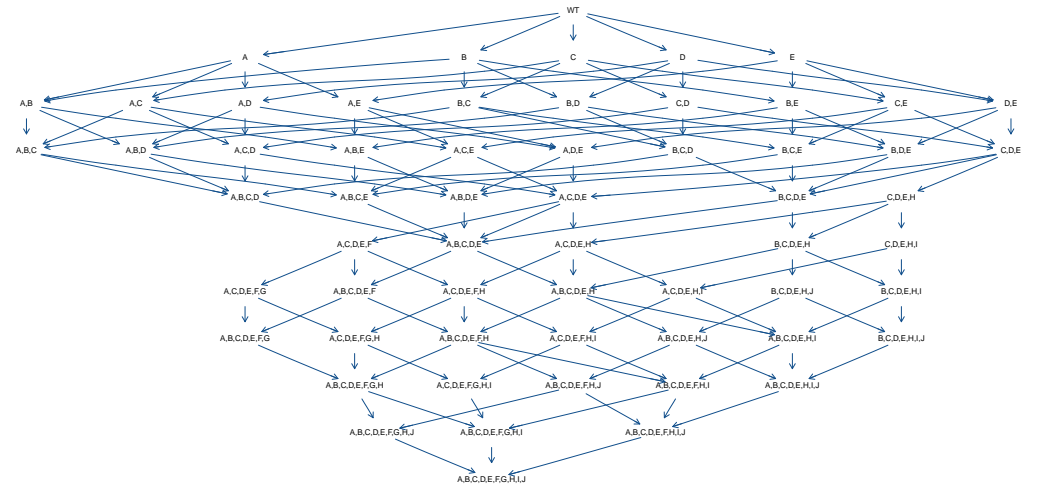 WT
A B C D E
A,B A,C A,D A,E B,C B,D C,D B,E C,E D,E
A,B,C A,B,D A,C,D A,B,E A,C,E A,D,E B,C,D B,C,E B,D,E C,D,E
A,B,C,D A,B,C,E A,B,D,E A,C,D,E B,C,D,E C,D,E,H
A,C,D,E,F A,B,C,D,E A,C,D,E,H B,C,D,E,H C,D,E,H,I
A,C,D,E,F,G A,B,C,D,E,F A,C,D,E,F,H A,B,C,D,E,H A,C,D,E,H,I B,C,D,E,H,J B,C,D,E,H,I
A,B,C,D,E,F,G A,C,D,E,F,G,H A,B,C,D,E,F,H A,C,D,E,F,H,I A,B,C,D,E,H,J A,B,C,D,E,H,I B,C,D,E,H,I,J
A,B,C,D,E,F,G,H A,C,D,E,F,G,H,I A,B,C,D,E,F,H,J A,B,C,D,E,F,H,I A,B,C,D,E,H,I,J
A,B,C,D,E,F,G,H,J A,B,C,D,E,F,G,H,I A,B,C,D,E,F,H,I,J
A,B,C,D,E,F,G,H,I,J